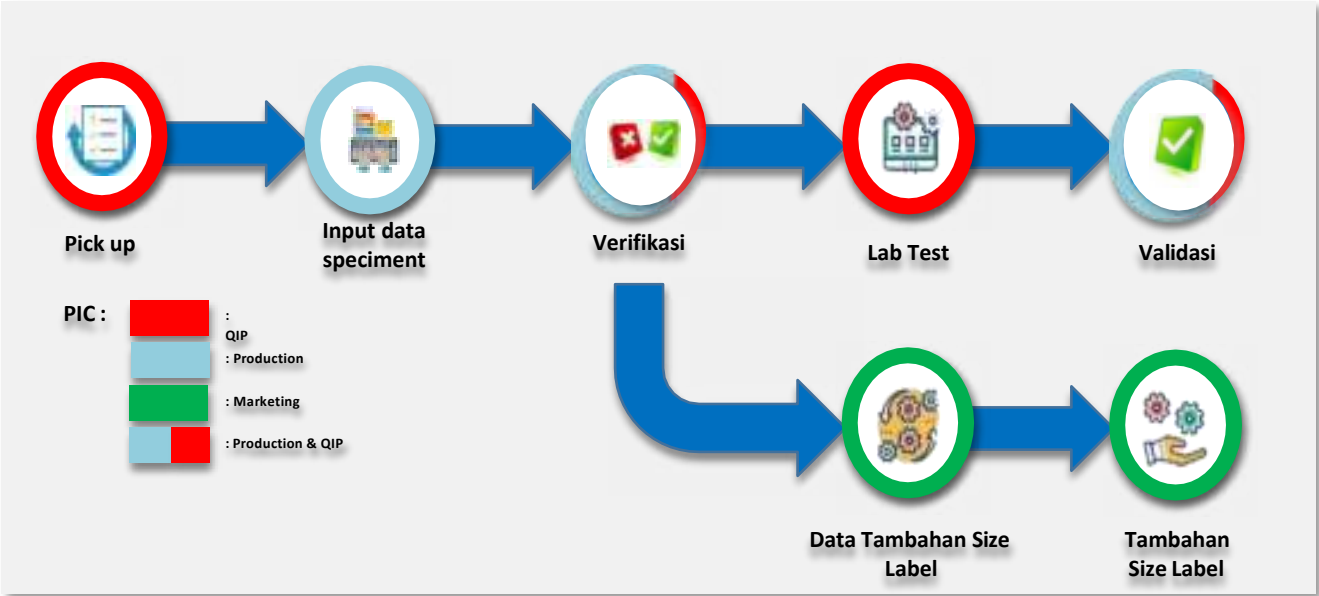 Pick up
Input data
speciment
Verifikasi
Lab Test
Validasi
PIC :
:
QIP
: Production
: Marketing
: Production & QIP
Data Tambahan Size
Label
Tambahan
Size Label